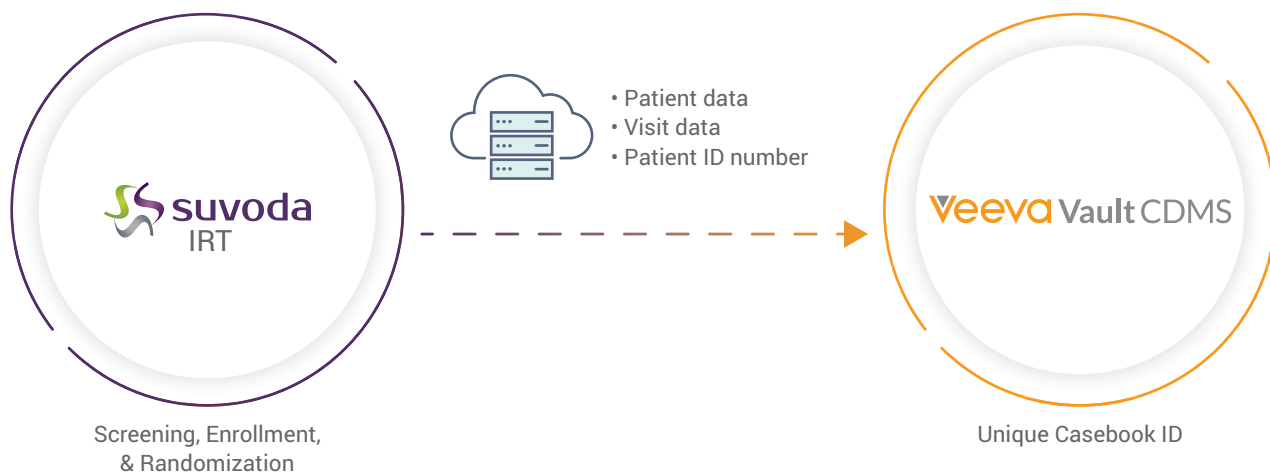 • Patient data
• Visit data
• Patient ID number
suvoda
IRT
Veeva Vault CDMS
Screening, Enrollment,
& Randomization
Unique Casebook ID